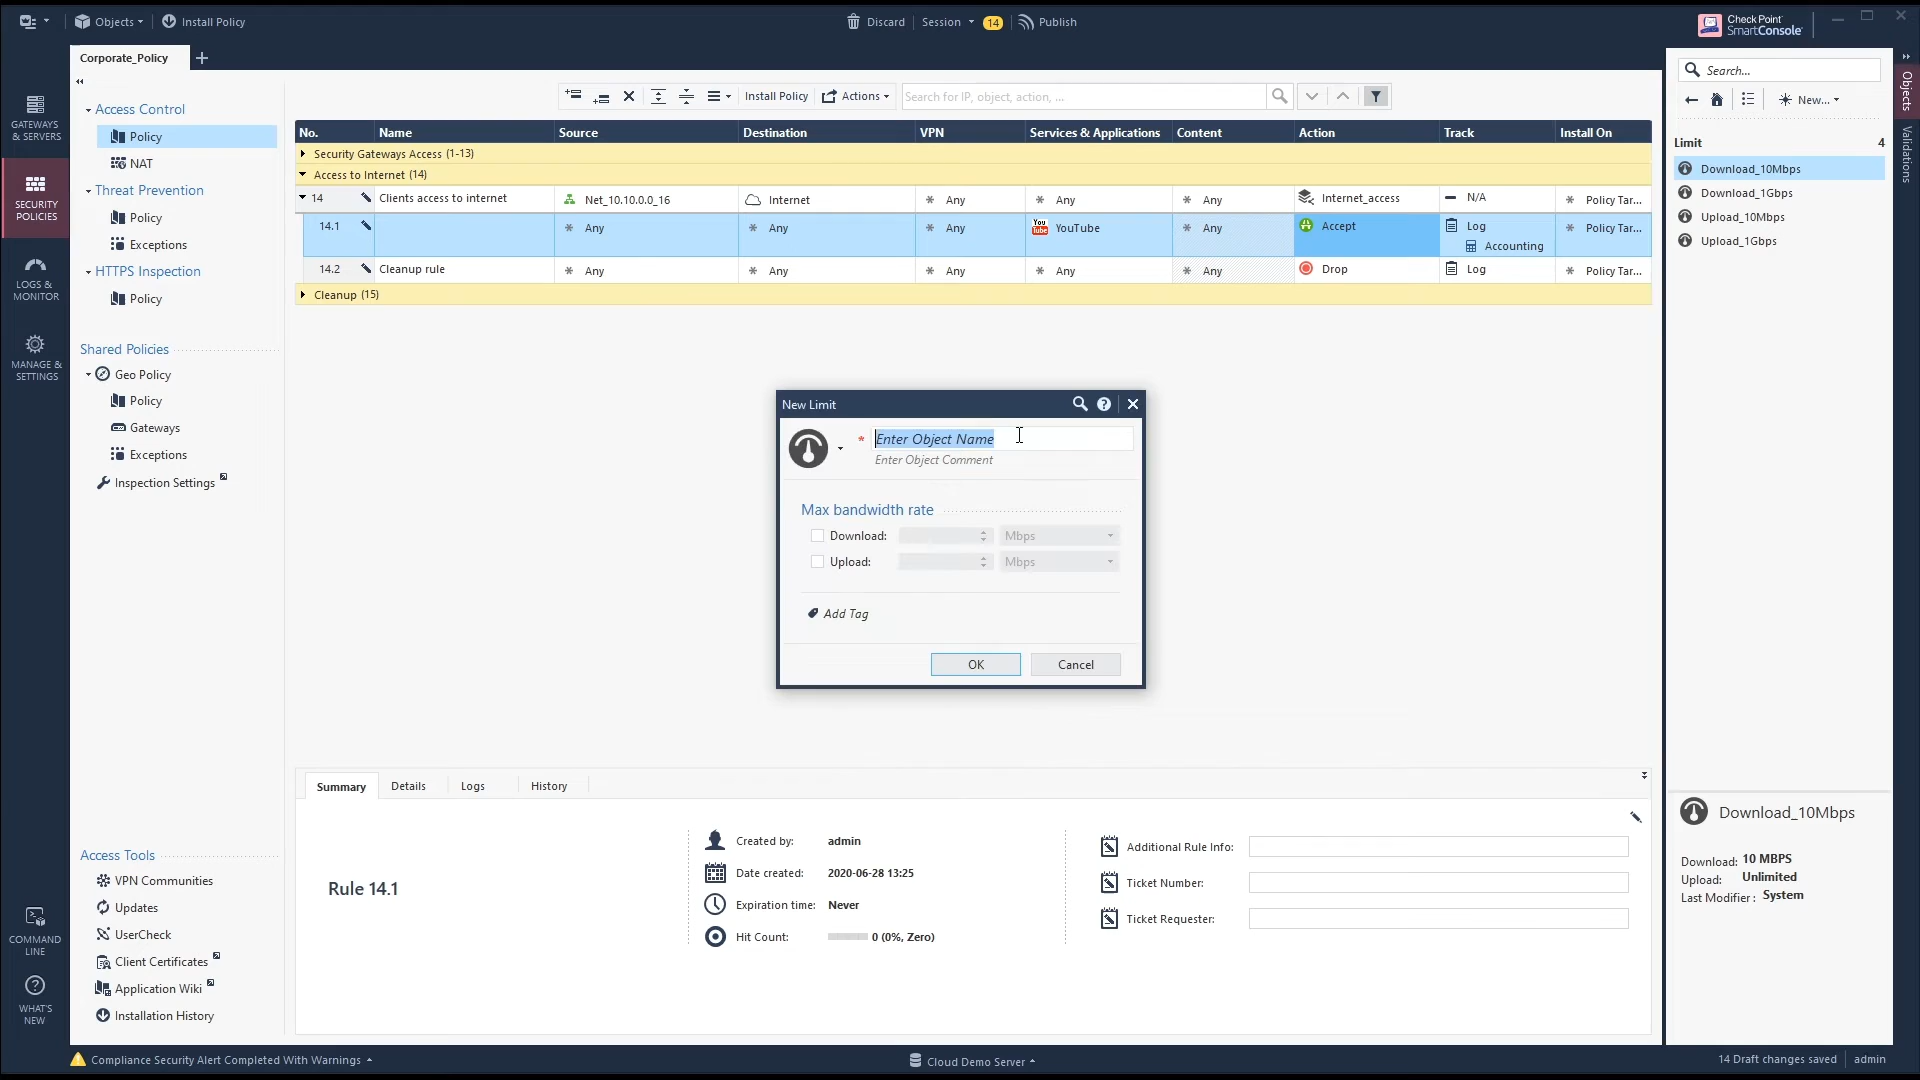 Objects
Install Policy
Discard
Session
14
Publish
Check Point
SmartConsole
Corporate_Policy
GATEWAYS
& SERVERS
SECURITY
POLICIES
LOGS &
MONITOR
MANAGE &
SETTINGS
COMMAND
LINE
WHAT'S
NEW
Access Control
Policy
NAT
Threat Prevention
Policy
Exceptions
HTTPS Inspection
Policy
Shared Policies
Geo Policy
Policy
Gateways
Exceptions
Inspection Settings
Access Tools
VPN Communities
Updates
UserCheck
Client Certificates
Application Wiki
Installation History
Install Policy
Actions
Search for IP, object, action, ...
No. Name Source Destination VPN Services & Applications Content Action Track Install On
Security Gateways Access (1-13)
Access to Internet (14)
14 Clients access to internet Net_10.10.0.0_16 Internet Any Any Any Internet_access N/A Policy Tar...
14.1 Any Any Any YouTube Any Accept Log Policy Tar...
Accounting
14.2 Cleanup rule Any Any Any Any Any Drop Log Policy Tar...
Cleanup (15)
New Limit
* Enter Object Name
Enter Object Comment
Max bandwidth rate
Download: Mbps
Upload: Mbps
Add Tag
OK Cancel
Summary Details Logs History
Rule 14.1
Created by: admin
Date created: 2020-06-28 13:25
Expiration time: Never
Hit Count: 0 (0%, Zero)
Additional Rule Info:
Ticket Number:
Ticket Requester:
Search...
New...
Limit 4
Download_10Mbps
Download_1Gbps
Upload_10Mbps
Upload_1Gbps
Download_10Mbps
Download: 10 MBPS
Upload: Unlimited
Last Modifier : System
Objects
Validations
Compliance Security Alert Completed With Warnings
Cloud Demo Server
14 Draft changes saved
admin